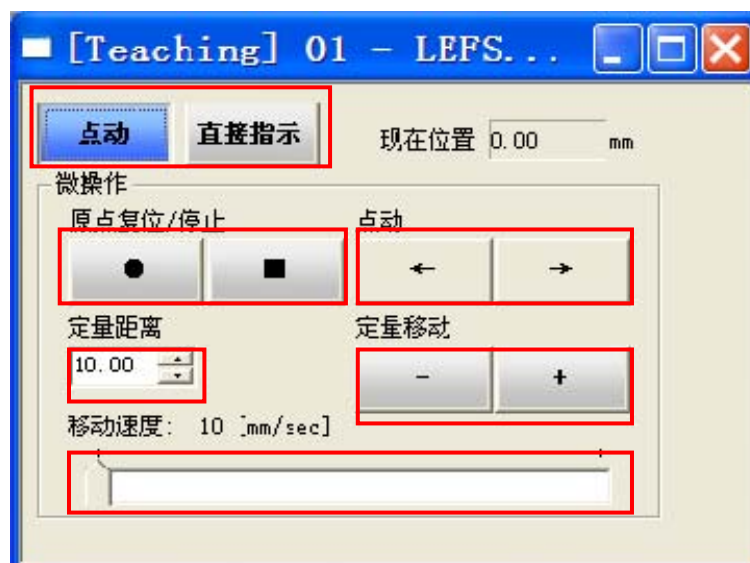 [Teaching] 01 - LEFS...
点动 直接指示 现在位置 0.00 mm
微操作
原点复位/停止 点动
● ■ ← →
定量距离 定量移动
10.00 - +
移动速度: 10 [mm/sec]